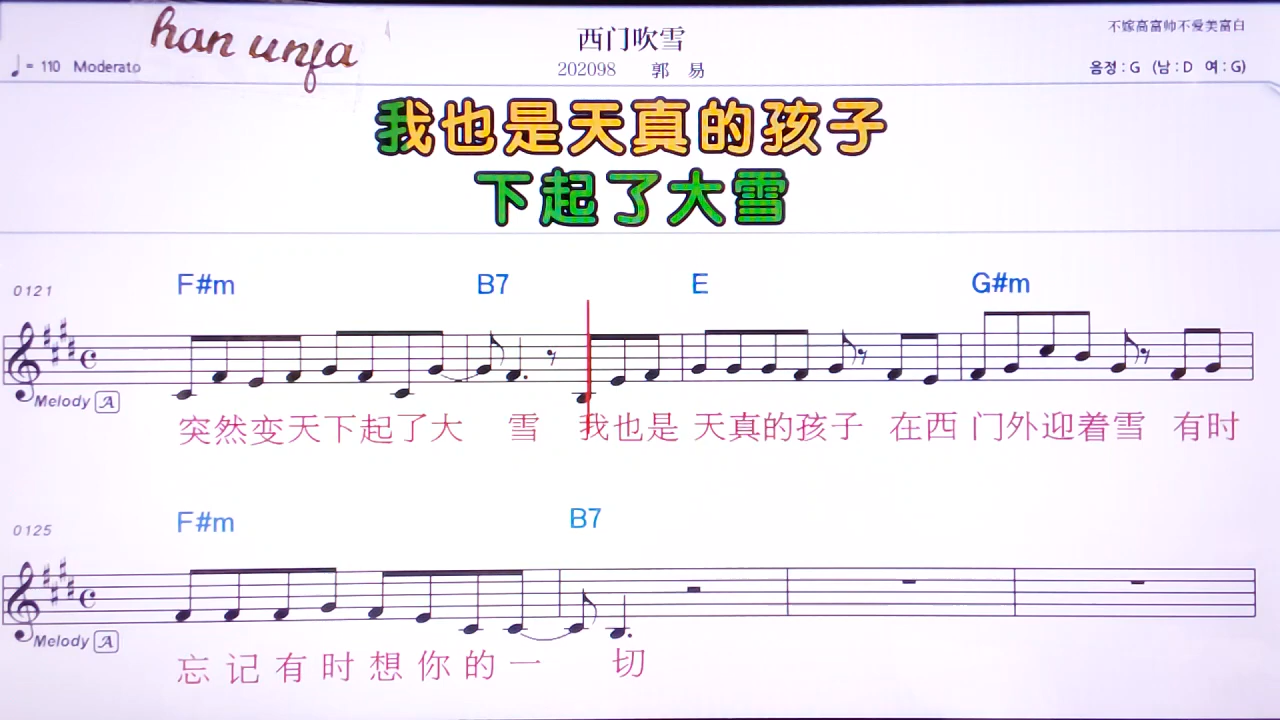 han unfa
西门吹雪
不嫁高富帅不爱美富白
♩= 110 Moderato
202098 郭 易
음정 : G (남 : D 여 : G)
我也是天真的孩子
下起了大雪
0121 F#m B7 E G#m
Melody A
突然变天下起了大 雪 我也是 天真的孩子 在西 门外迎着雪 有时
0125 F#m B7
Melody A
忘记有时想你的一 切